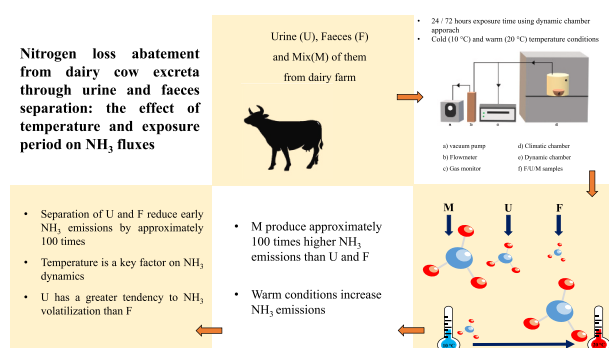 Nitrogen loss abatement
from dairy cow excreta
through urine and faeces
separation: the effect of
temperature and exposure
period on NH3 fluxes
Urine (U), Faeces (F)
and Mix(M) of them
from dairy farm
• 24 / 72 hours exposure time using dynamic chamber
apporach
• Cold (10 °C) and warm (20 °C) temperature conditions
a b c d
a) vacuum pump
b) Flowmeter
c) Gas monitor
d) Climatic chamber
e) Dynamic chamber
f) F/U/M samples
M U F
• M produce approximately
100 times higher NH3
emissions than U and F
• Warm conditions increase
NH3 emissions
• Separation of U and F reduce early
NH3 emissions by approximately
100 times
• Temperature is a key factor on NH3
dynamics
• U has a greater tendency to NH3
volatilization than F